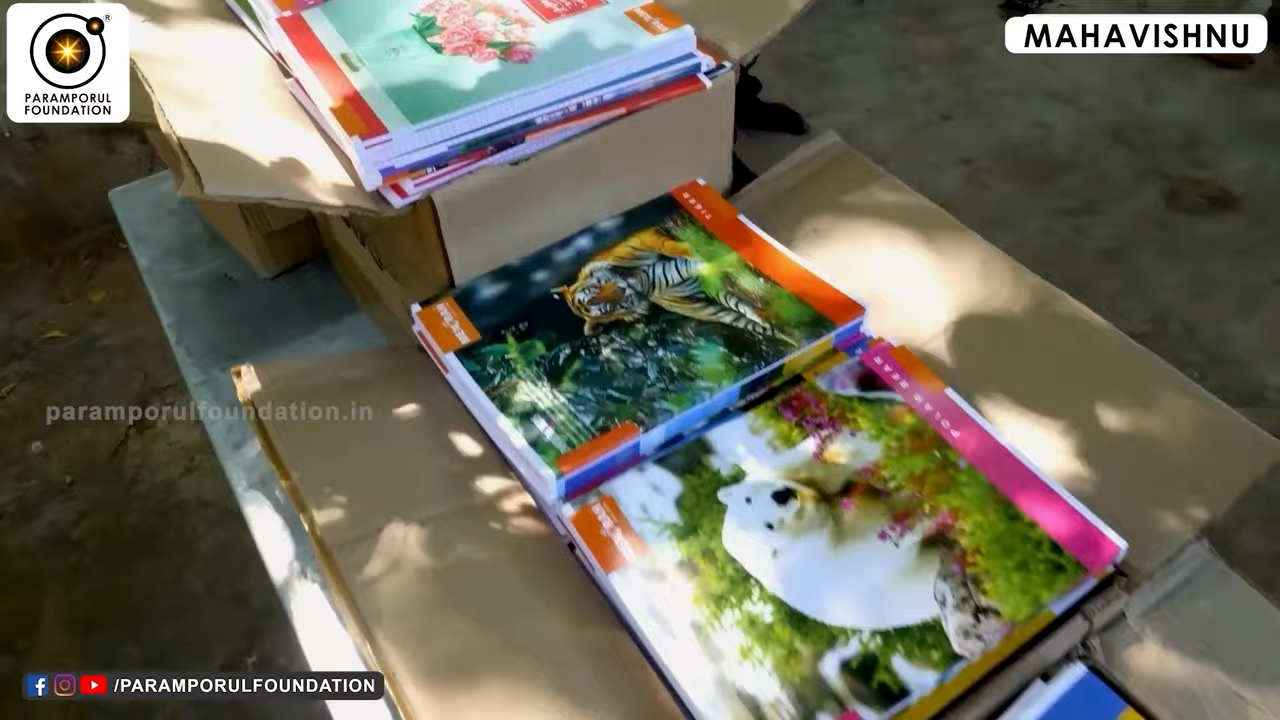 PARAMPORUL
FOUNDATION
®
MAHAVISHNU
TIGER
POLAR BEAR
paramporulfoundation.in
/PARAMPORULFOUNDATION